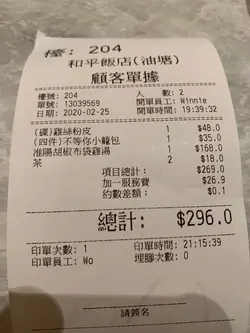 檯: 204
和平飯店(油塘)
顧客單據
檯號: 204 人 數: 2
單號: 13039569 開單員工: Winnie
日期: 2020-02-25 開單時間: 19:39:32
(碟)雞絲粉皮 x 1 $48.0
(四件)不等你小籠包 x 1 $35.0
淮陽胡椒布袋雞湯 x 1 $168.0
茶 x 2 $18.0
項目總計: $269.0
加一服務費 $26.9
約數差額: $0.1
總計: $296.0
印單次數: 1 印單時間: 21:15:39
印單員工: Wa 埋腳次數: 0
請簽名